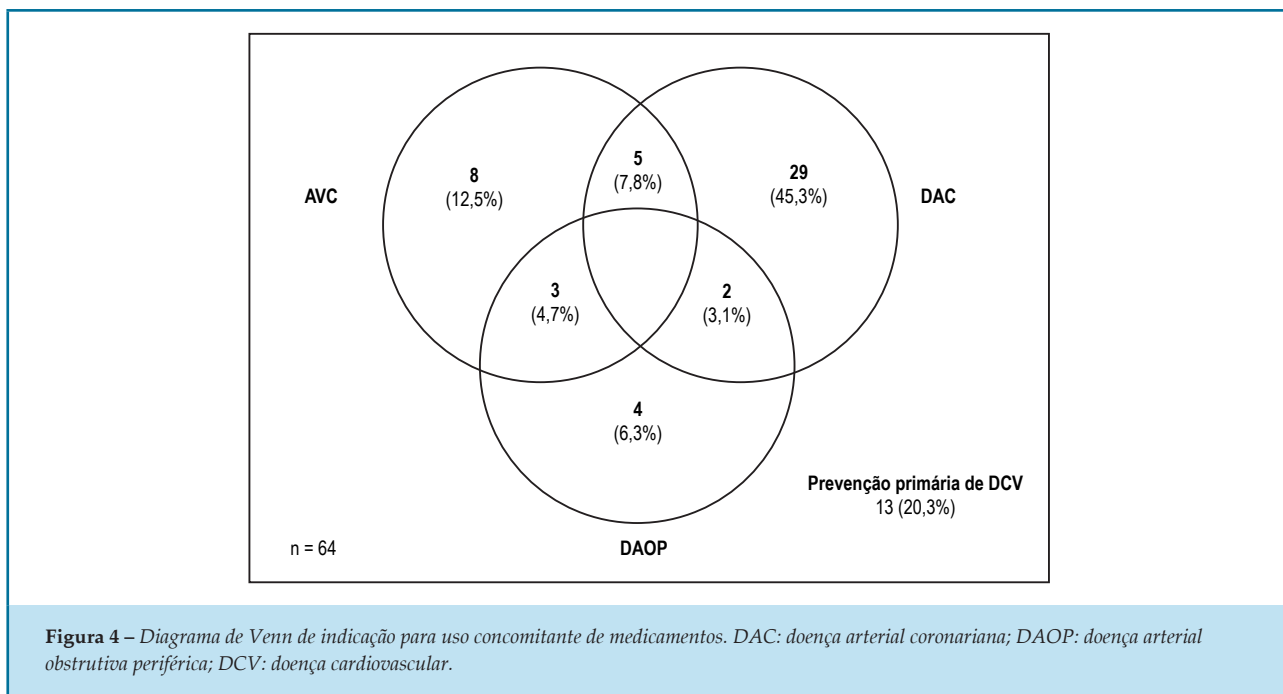 AVC
8
(12,5%)
5
(7,8%)
29
(45,3%)
DAC
3
(4,7%)
2
(3,1%)
4
(6,3%)
Prevenção primária de DCV
13 (20,3%)
n = 64
DAOP
Figura 4 – Diagrama de Venn de indicação para uso concomitante de medicamentos. DAC: doença arterial coronariana; DAOP: doença arterial
obstrutiva periférica; DCV: doença cardiovascular.